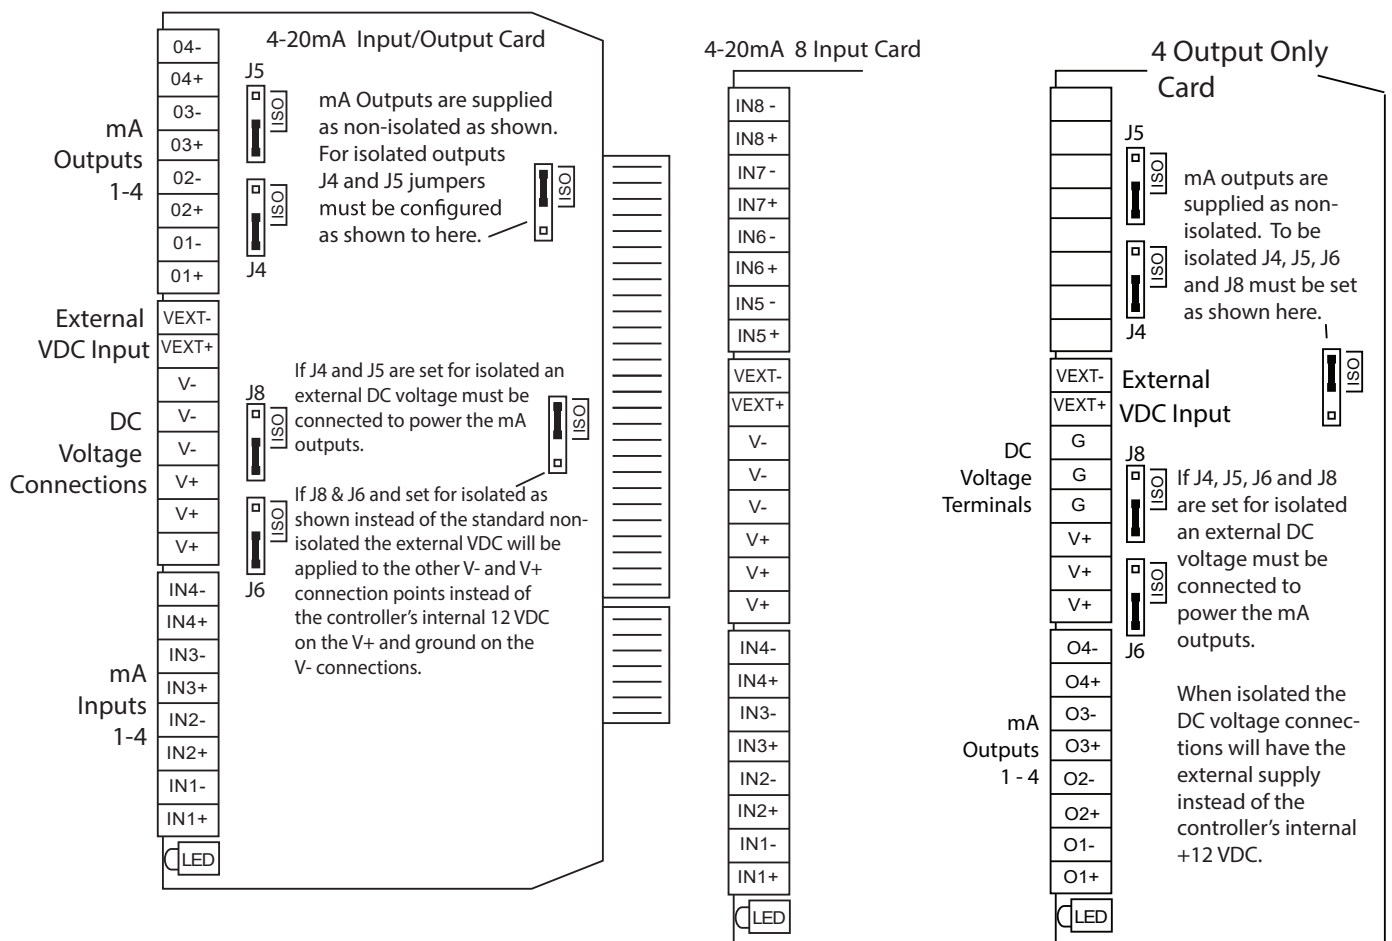 4-20mA  Input/Output Card
04-
04+
03-
03+
02-
02+
01-
01+
mA
Outputs
1-4
J5
ISO
ISO
J4
mA Outputs are supplied
as non-isolated as shown.
For isolated outputs
J4 and J5 jumpers
must be configured
as shown to here.
ISO
External
VDC Input
VEXT-
VEXT+
V-
V-
V-
V+
V+
V+
DC
Voltage
Connections
J8
ISO
ISO
J6
If J4 and J5 are set for isolated an
external DC voltage must be
connected to power the mA
outputs.
ISO
If J8 & J6 and set for isolated as
shown instead of the standard non-
isolated the external VDC will be
applied to the other V- and V+
connection points instead of
the controller's internal 12 VDC
on the V+ and ground on the
V- connections.
mA
Inputs
1-4
IN4-
IN4+
IN3-
IN3+
IN2-
IN2+
IN1-
IN1+
LED
4-20mA  8 Input Card
IN8 -
IN8 +
IN7 -
IN7+
IN6 -
IN6 +
IN5 -
IN5 +
VEXT-
VEXT+
V-
V-
V-
V+
V+
V+
IN4-
IN4+
IN3-
IN3+
IN2-
IN2+
IN1-
IN1+
LED
4 Output Only
Card
J5
ISO
ISO
J4
mA outputs are
supplied as non-
isolated.  To be
isolated J4, J5, J6
and J8 must be set
as shown here.
ISO
VEXT-
VEXT+
External
VDC Input
G
G
G
V+
V+
V+
DC
Voltage
Terminals
J8
ISO
ISO
J6
If J4, J5, J6 and J8
are set for isolated
an external DC
voltage must be
connected to
power the mA
outputs.
O4-
O4+
O3-
O3+
O2-
O2+
O1-
O1+
mA
Outputs
1 - 4
When isolated the
DC voltage connec-
tions will have the
external supply
instead of the
controller's internal
+12 VDC.
LED